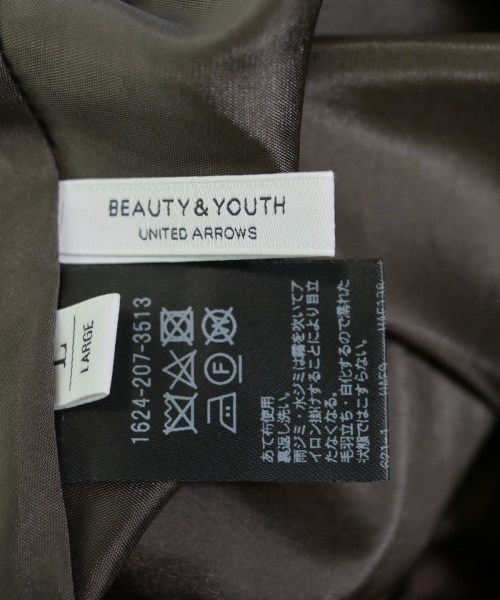 BEAUTY&YOUTH
UNITED ARROWS
L
LARGE
1624-207-3513
F
あて布使用
裏返し洗い。
雨ジミ・水ジミは霧を吹いてア
イロン掛けすることにより目立
たなくなる。
毛羽立ち・白化するので濡れた
状態ではこすらない。